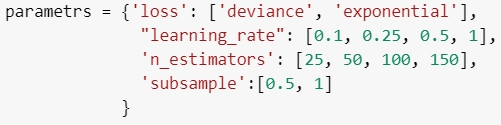 parametrs = {'loss': ['deviance', 'exponential'],
"learning_rate": [0.1, 0.25, 0.5, 1],
'n_estimators': [25, 50, 100, 150],
'subsample':[0.5, 1]
}